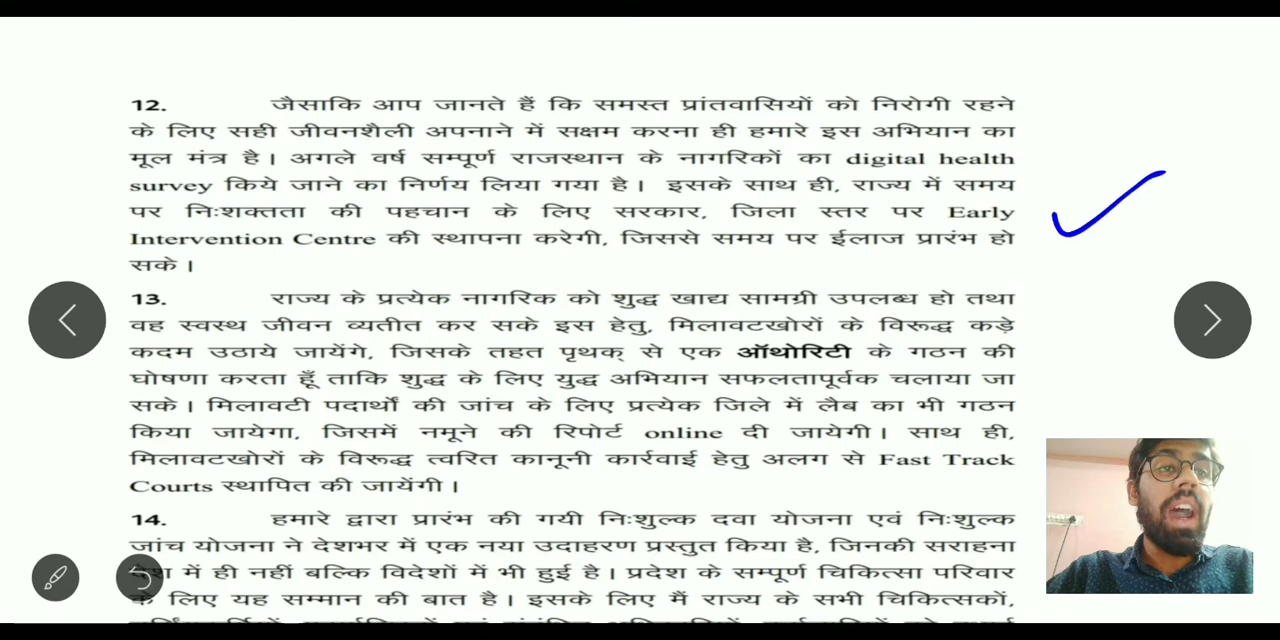 12. जैसाकि आप जानते हैं कि समस्त प्रांतवासियों को निरोगी रहने
के लिए सही जीवनशैली अपनाने में सक्षम करना ही हमारे इस अभियान का
मूल मंत्र है। अगले वर्ष सम्पूर्ण राजस्थान के नागरिकों का digital health
survey किये जाने का निर्णय लिया गया है। इसके साथ ही, राज्य में समय
पर निःशक्तता की पहचान के लिए सरकार, जिला स्तर पर Early
Intervention Centre की स्थापना करेगी, जिससे समय पर ईलाज प्रारंभ हो
सके।
13. राज्य के प्रत्येक नागरिक को शुद्ध खाद्य सामग्री उपलब्ध हो तथा
वह स्वस्थ जीवन व्यतीत कर सके इस हेतु, मिलावटखोरों के विरूद्ध कड़े
कदम उठाये जायेंगे, जिसके तहत पृथक् से एक ऑथोरिटी के गठन की
घोषणा करता हूँ ताकि शुद्ध के लिए युद्ध अभियान सफलतापूर्वक चलाया जा
सके। मिलावटी पदार्थों की जांच के लिए प्रत्येक जिले में लैब का भी गठन
किया जायेगा, जिसमें नमूने की रिपोर्ट online दी जायेगी। साथ ही,
मिलावटखोरों के विरूद्ध त्वरित कानूनी कार्रवाई हेतु अलग से Fast Track
Courts स्थापित की जायेंगी।
14. हमारे द्वारा प्रारंभ की गयी निःशुल्क दवा योजना एवं निःशुल्क
जांच योजना ने देशभर में एक नया उदाहरण प्रस्तुत किया है, जिनकी सराहना
देश में ही नहीं बल्कि विदेशों में भी हुई है। प्रदेश के सम्पूर्ण चिकित्सा परिवार
के लिए यह सम्मान की बात है। इसके लिए मैं राज्य के सभी चिकित्सकों,